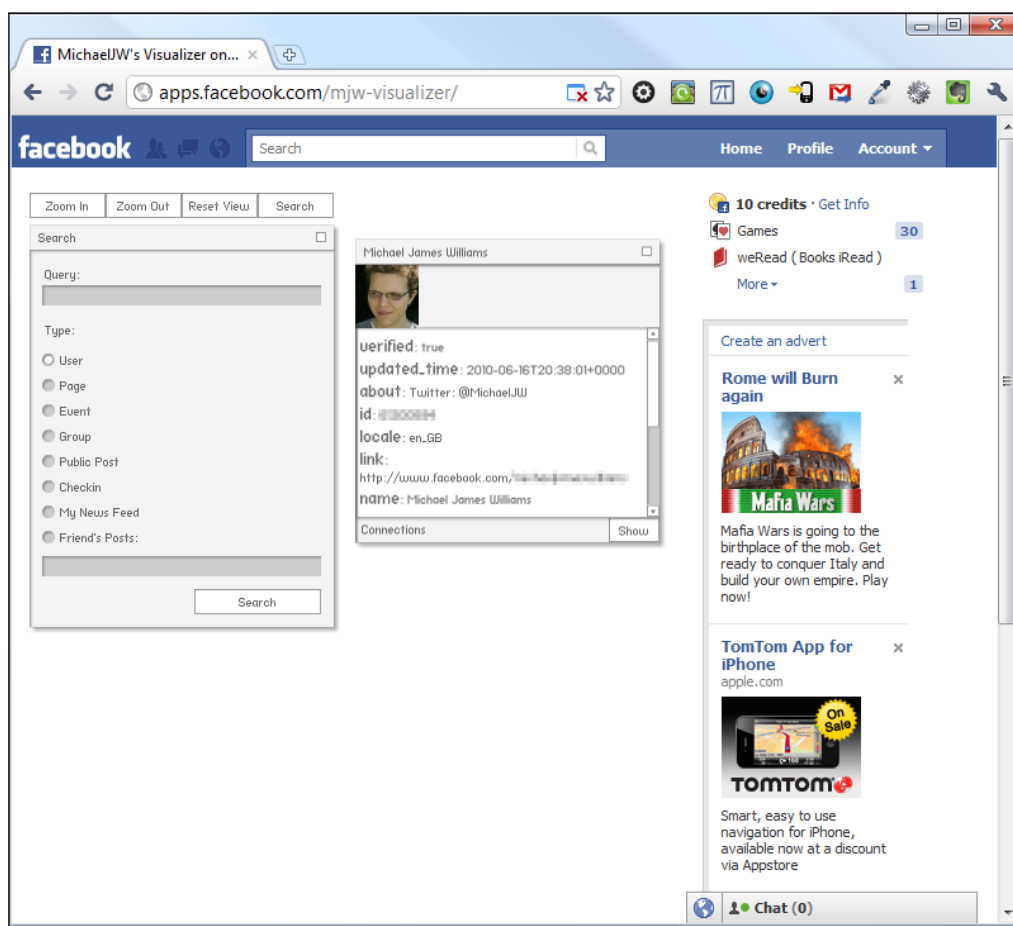 MichaelJW's Visualizer on...
apps.facebook.com/mjw-visualizer/
facebook
Search
Home Profile Account
Zoom In Zoom Out Reset View Search
Search
Query:
Type:
User
Page
Event
Group
Public Post
Checkin
My News Feed
Friend's Posts:
Search
Michael James Williams
verified: true
updated_time: 2010-06-16T20:38:01+0000
about: Twitter: @MichaelJW
id:
locale: en_GB
link:
http://www.facebook.com/
name: Michael James Williams
Connections Show
10 credits · Get Info
Games 30
weRead ( Books iRead )
More 1
Create an advert
Rome will Burn
again
Mafia Wars
Mafia Wars is going to the
birthplace of the mob. Get
ready to conquer Italy and
build your own empire. Play
now!
TomTom App for
iPhone
apple.com
On
Sale
TOMTOM
Smart, easy to use
navigation for iPhone,
available now at a discount
via Appstore
Chat (0)